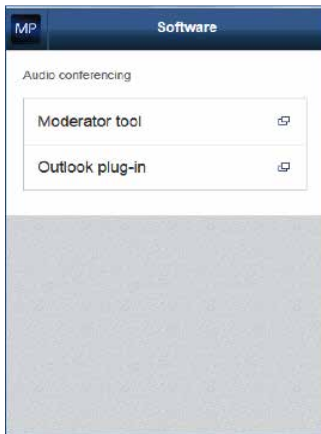 MP
Software
Audio conferencing
Moderator tool
Outlook plug-in